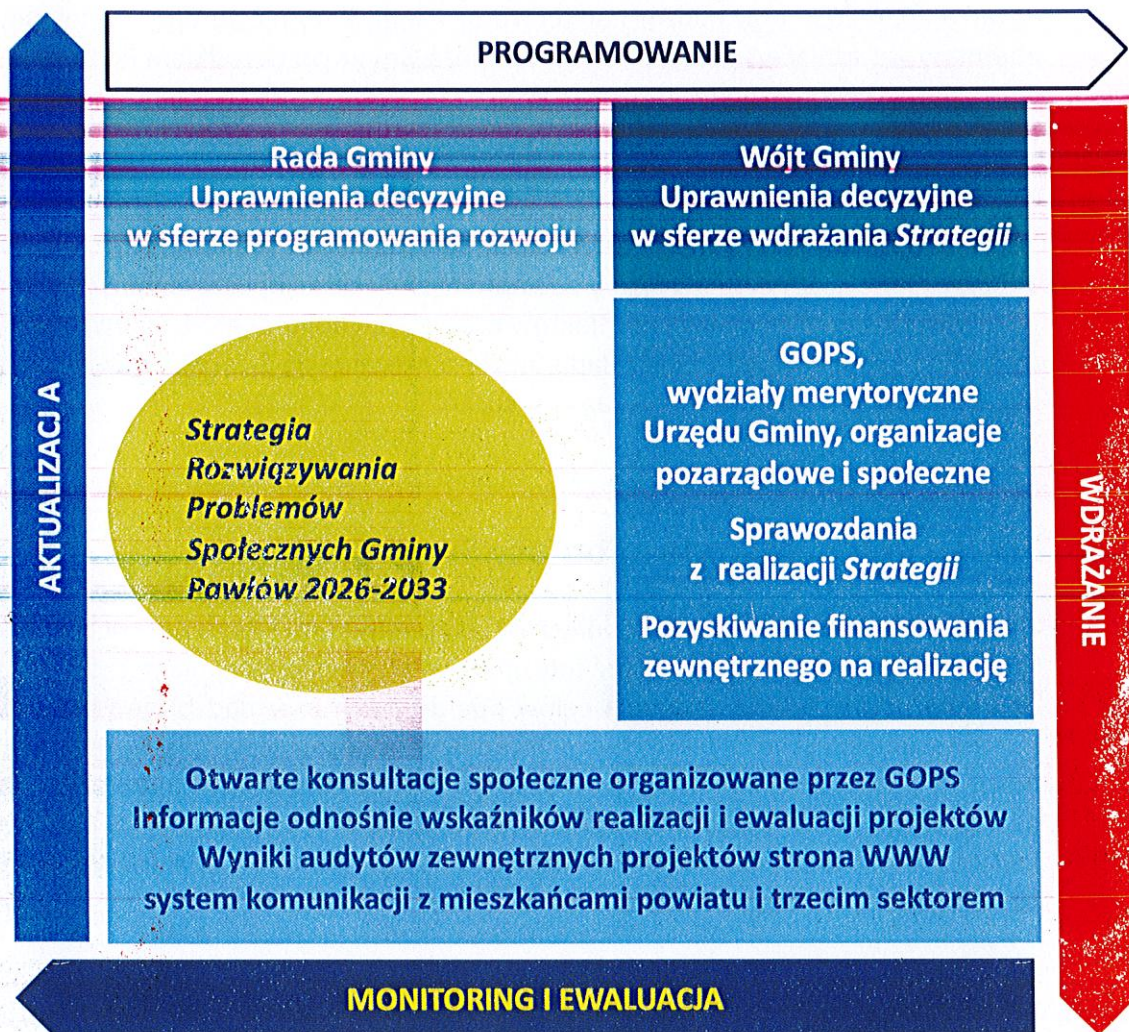 PROGRAMOWANIE
Rada Gminy
Uprawnienia decyzyjne
w sferze programowania rozwoju
Wójt Gminy
Uprawnienia decyzyjne
w sferze wdrażania Strategii
AKTUALIZACJ A
Strategia
Rozwiązywania
Problemów
Społecznych Gminy
Pawłów 2026-2033
GOPS,
wydziały merytoryczne
Urzędu Gminy, organizacje
pozarządowe i społeczne
Sprawozdania
z realizacji Strategii
Pozyskiwanie finansowania
zewnętrznego na realizację
WDRAŻANIE
Otwarte konsultacje społeczne organizowane przez GOPS
Informacje odnośnie wskaźników realizacji i ewaluacji projektów
Wyniki audytów zewnętrznych projektów strona WWW
system komunikacji z mieszkańcami powiatu i trzecim sektorem
MONITORING I EWALUACJA